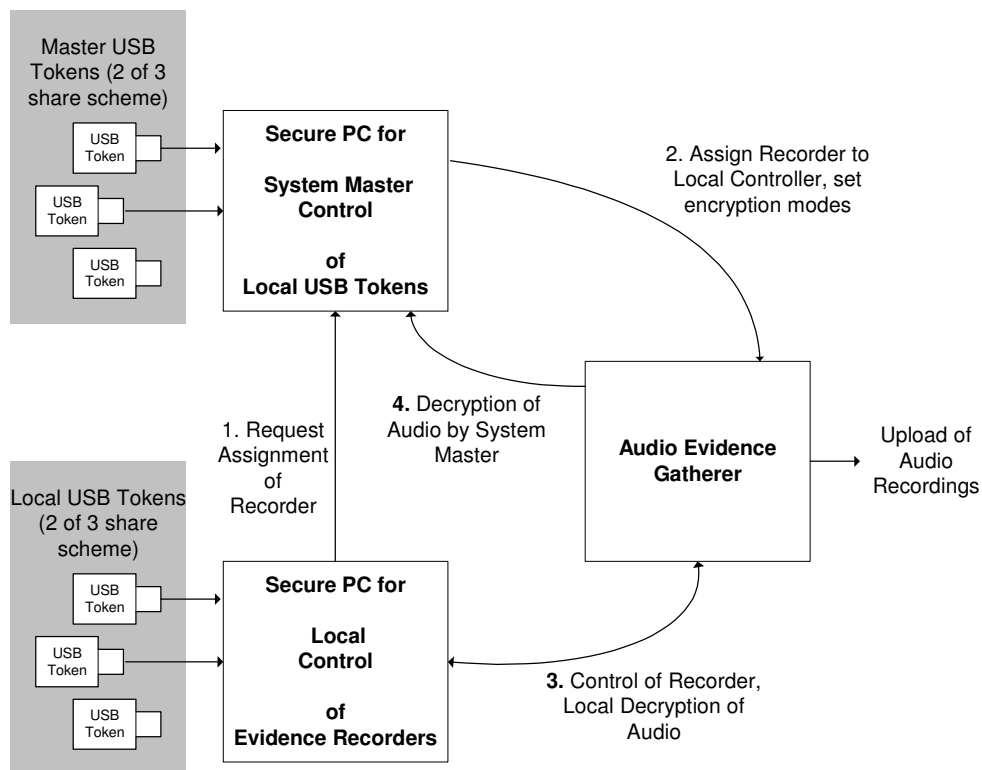 Master USB
Tokens (2 of 3
share scheme)
USB
Token
USB
Token
USB
Token
Secure PC for
System Master
Control
of
Local USB Tokens
2. Assign Recorder to
Local Controller, set
encryption modes
1. Request
Assignment
of
Recorder
4. Decryption of
Audio by System
Master
Audio Evidence
Gatherer
Upload of
Audio
Recordings
Local USB Tokens
(2 of 3 share
scheme)
USB
Token
USB
Token
USB
Token
Secure PC for
Local
Control
of
Evidence Recorders
3. Control of Recorder,
Local Decryption of
Audio